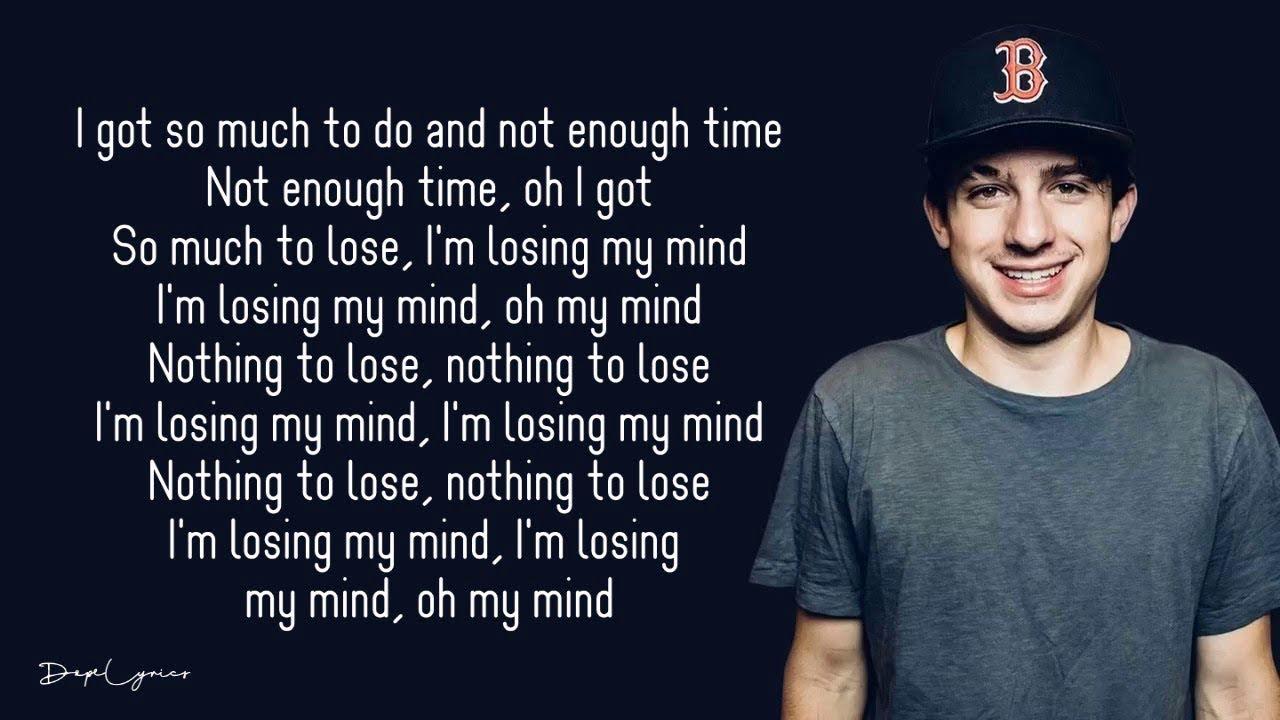 I got so much to do and not enough time
Not enough time, oh I got
So much to lose, I'm losing my mind
I'm losing my mind, oh my mind
Nothing to lose, nothing to lose
I'm losing my mind, I'm losing my mind
Nothing to lose, nothing to lose
I'm losing my mind, I'm losing
my mind, oh my mind
DopeLyrics
B